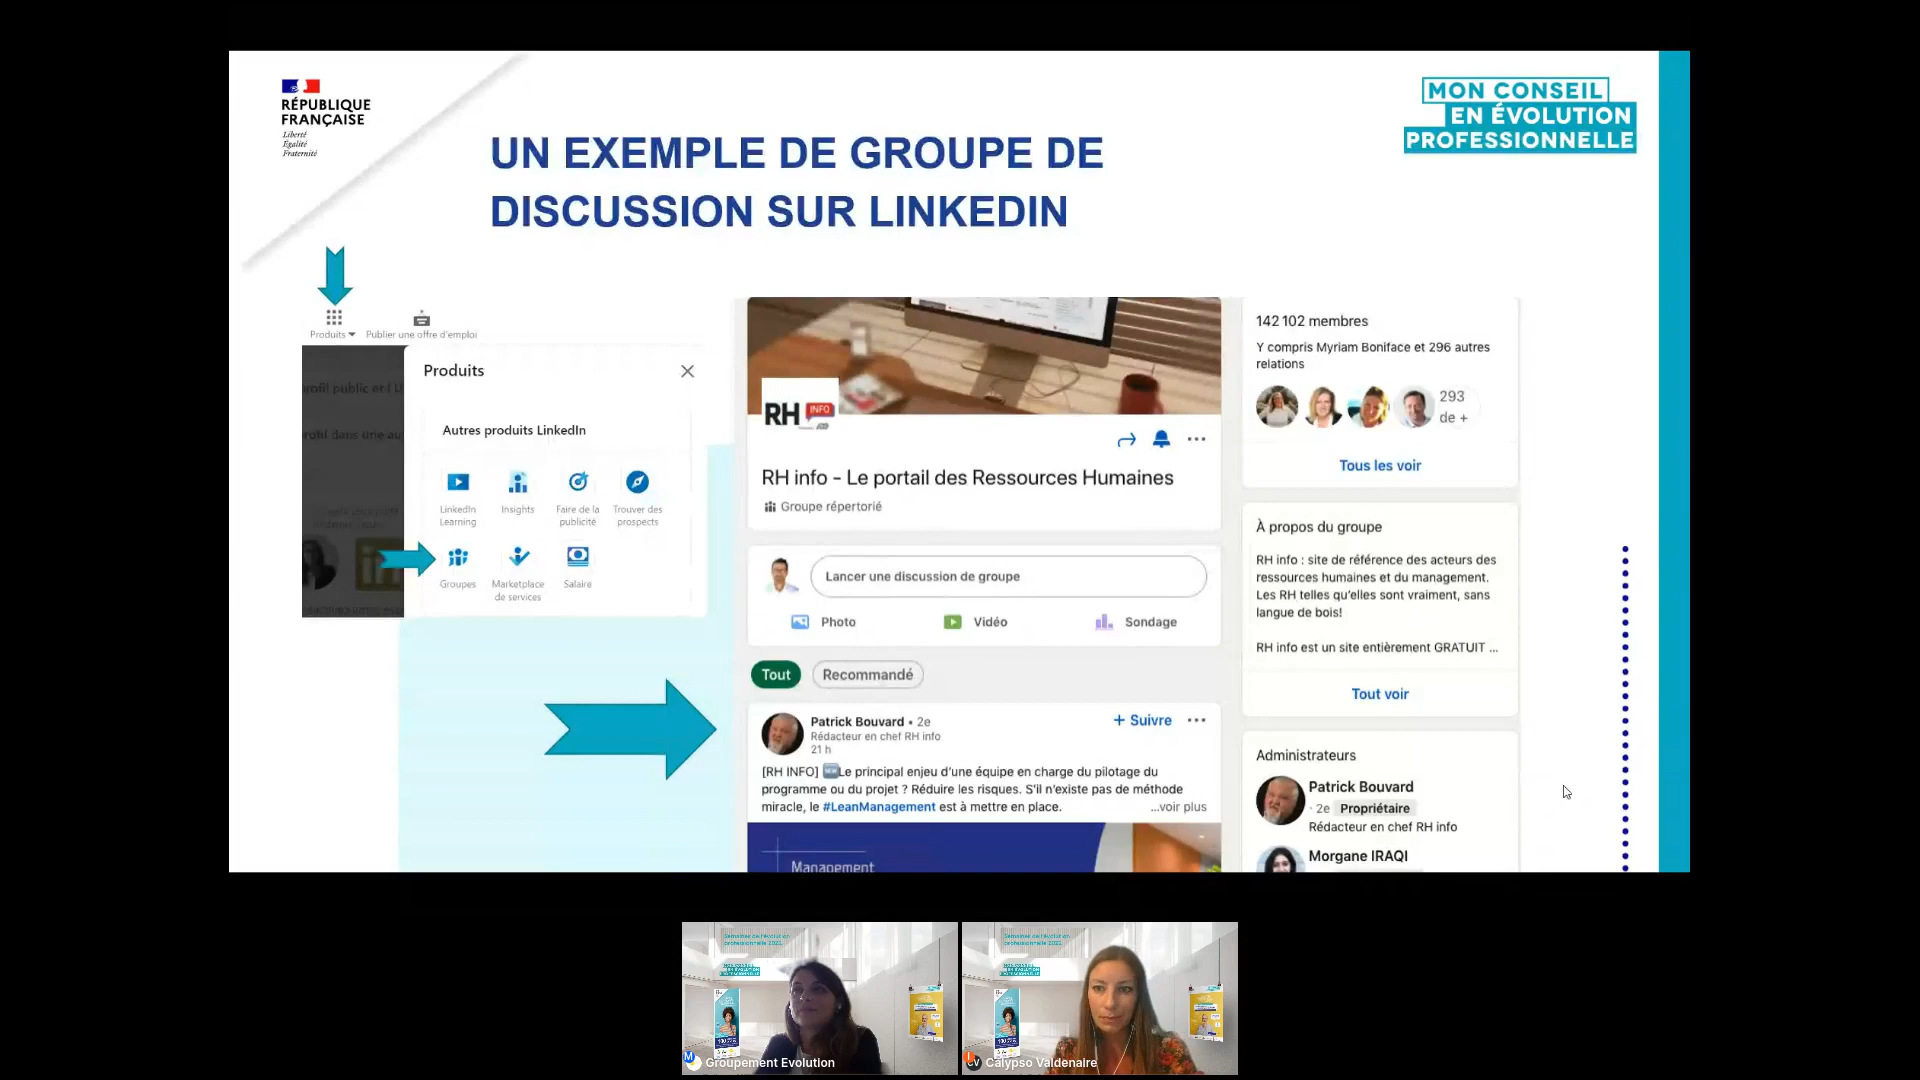 RÉPUBLIQUE
FRANÇAISE
Liberté
Égalité
Fraternité
MON CONSEIL
EN ÉVOLUTION
PROFESSIONNELLE
UN EXEMPLE DE GROUPE DE
DISCUSSION SUR LINKEDIN
Produits
Publier une offre d'emploi
Produits
Autres produits LinkedIn
LinkedIn
Learning
Insights
Faire de la
publicité
Trouver des
prospects
Groupes
Marketplace
de services
Salaire
RH INFO
RH info - Le portail des Ressources Humaines
Groupe répertorié
Lancer une discussion de groupe
Photo
Vidéo
Sondage
Tout
Recommandé
Patrick Bouvard • 2e
Rédacteur en chef RH info
21 h
+ Suivre
[RH INFO] Le principal enjeu d'une équipe en charge du pilotage du
programme ou du projet ? Réduire les risques. S'il n'existe pas de méthode
miracle, le #LeanManagement est à mettre en place.
...voir plus
Management
142 102 membres
Y compris Myriam Boniface et 296 autres
relations
293
de +
Tous les voir
À propos du groupe
RH info : site de référence des acteurs des
ressources humaines et du management.
Les RH telles qu'elles sont vraiment, sans
langue de bois!
RH info est un site entièrement GRATUIT ...
Tout voir
Administrateurs
Patrick Bouvard
· 2e Propriétaire
Rédacteur en chef RH info
Morgane IRAQI
Groupement Evolution
Calypso Valdenaire